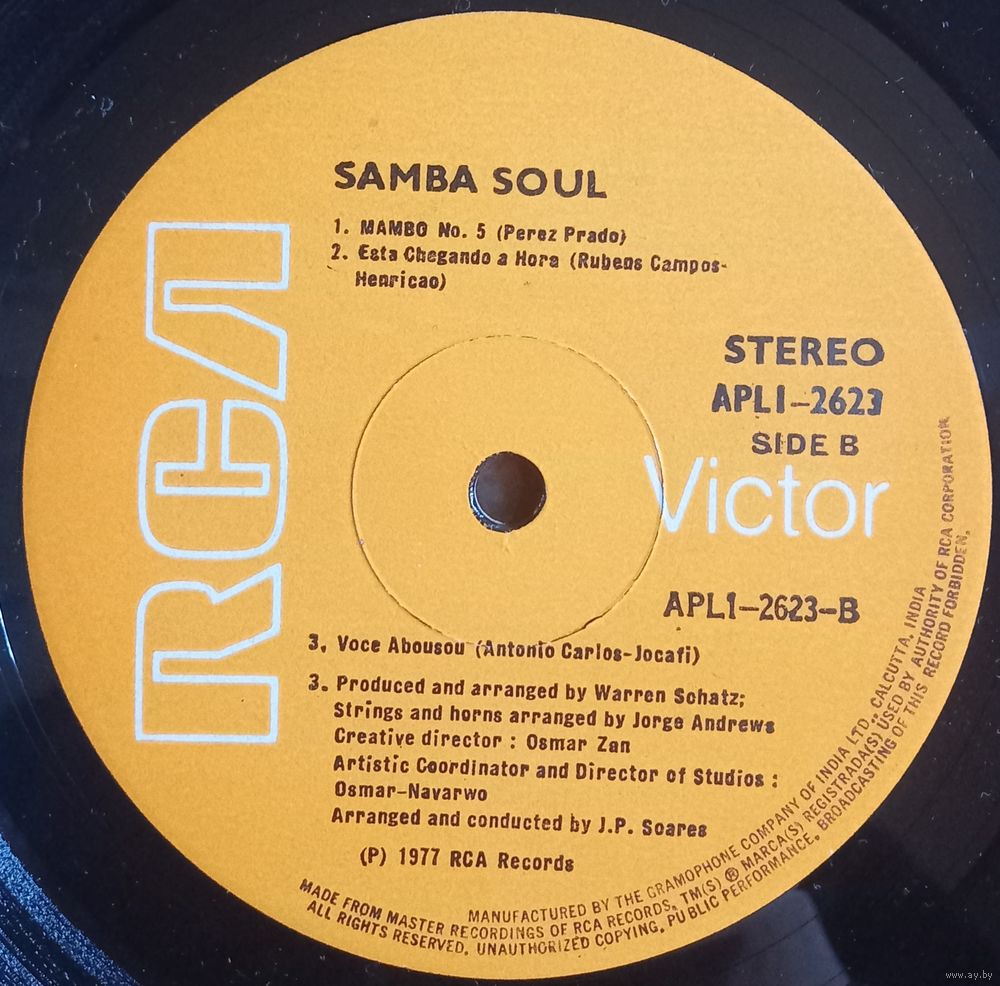 SAMBA SOUL
1. MAMBO No. 5 (Perez Prado)
2. Esta Chegando a Hora (Rubens Campos-
Henricao)
STEREO
APL1-2623
SIDE B
RCA
Victor
APL1-2623-B
3. Voce Abousou (Antonio Carlos-Jocafi)
3. Produced and arranged by Warren Schatz;
Strings and horns arranged by Jorge Andrews
Creative director : Osmar Zan
Artistic Coordinator and Director of Studios :
Osmar-Navarwo
Arranged and conducted by J.P. Soares
(P) 1977 RCA Records
MANUFACTURED BY THE GRAMOPHONE COMPANY OF INDIA LTD., CALCUTTA, INDIA
MADE FROM MASTER RECORDINGS OF RCA RECORDS, TM(S) ® MARCA(S) REGISTRADA(S) USED BY AUTHORITY OF RCA CORPORATION
ALL RIGHTS RESERVED. UNAUTHORIZED COPYING, PUBLIC PERFORMANCE, BROADCASTING OF THIS RECORD FORBIDDEN.
www.ay.by